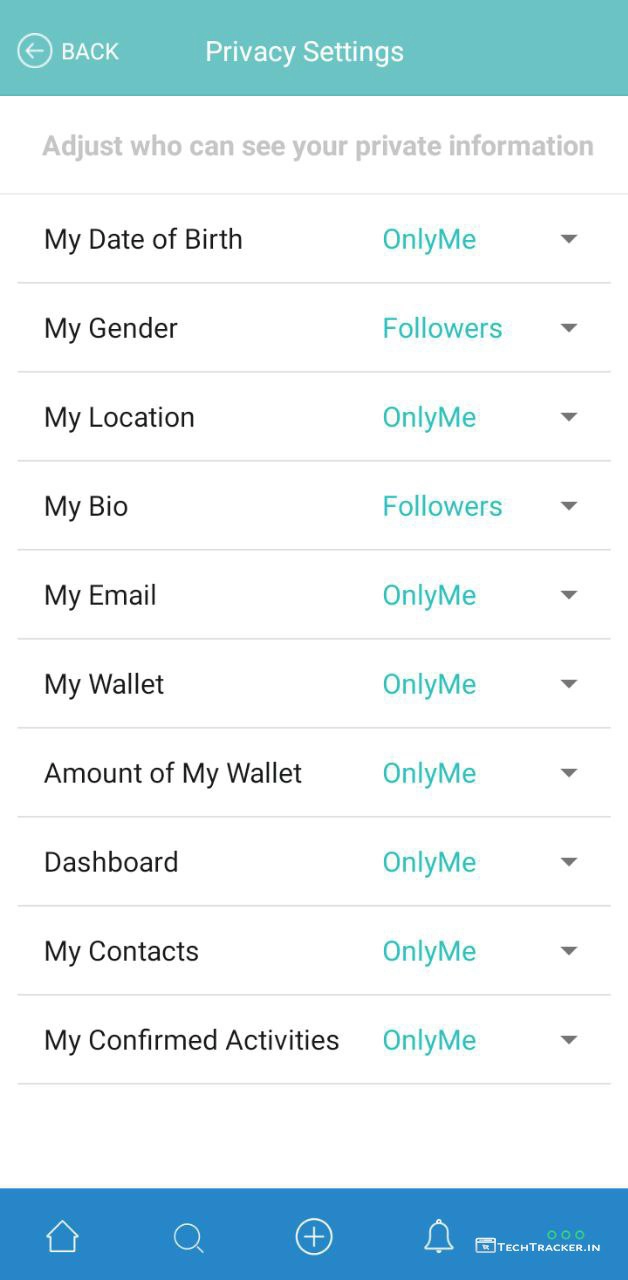 BACK
Privacy Settings
Adjust who can see your private information
My Date of Birth OnlyMe
My Gender Followers
My Location OnlyMe
My Bio Followers
My Email OnlyMe
My Wallet OnlyMe
Amount of My Wallet OnlyMe
Dashboard OnlyMe
My Contacts OnlyMe
My Confirmed Activities OnlyMe
TECHTRACKER.IN